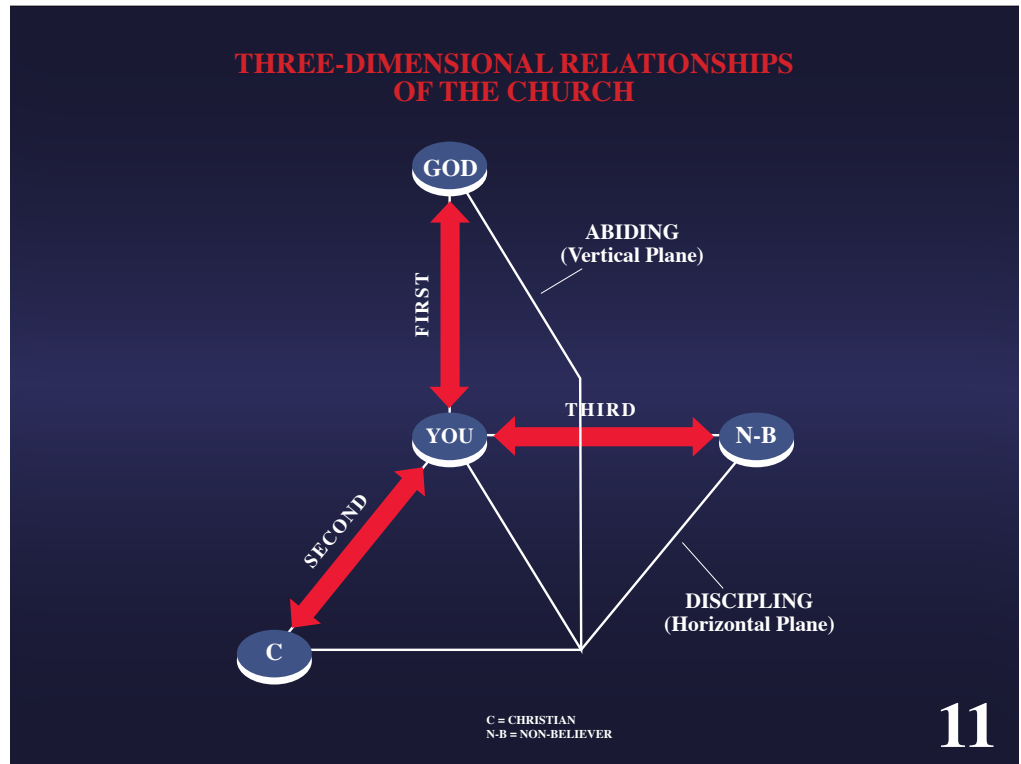 THREE-DIMENSIONAL RELATIONSHIPS
OF THE CHURCH
GOD
ABIDING
(Vertical Plane)
FIRST
THIRD
YOU
N-B
SECOND
DISCIPLING
(Horizontal Plane)
C
C = CHRISTIAN
N-B = NON-BELIEVER
11